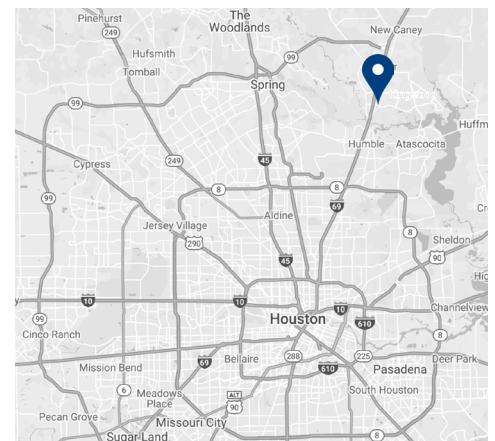 Pinehurst
The
Woodlands
New Caney
249
Hufsmith
99
Tomball
Spring
99
Huffm
Humble
Atascocita
Cypress
249
45
8
8
99
69
Aldine
Jersey Village
8
290
Sheldon
90
45
10
10
10
Channelview
99
Houston
610
Cinco Ranch
Bellaire
288
225
Deer Park
69
610
Pasadena
Mission Bend
6
South Houston
Meadows
Place
ALT
90
Pecan Grove
Missouri City
8
Sugar Land